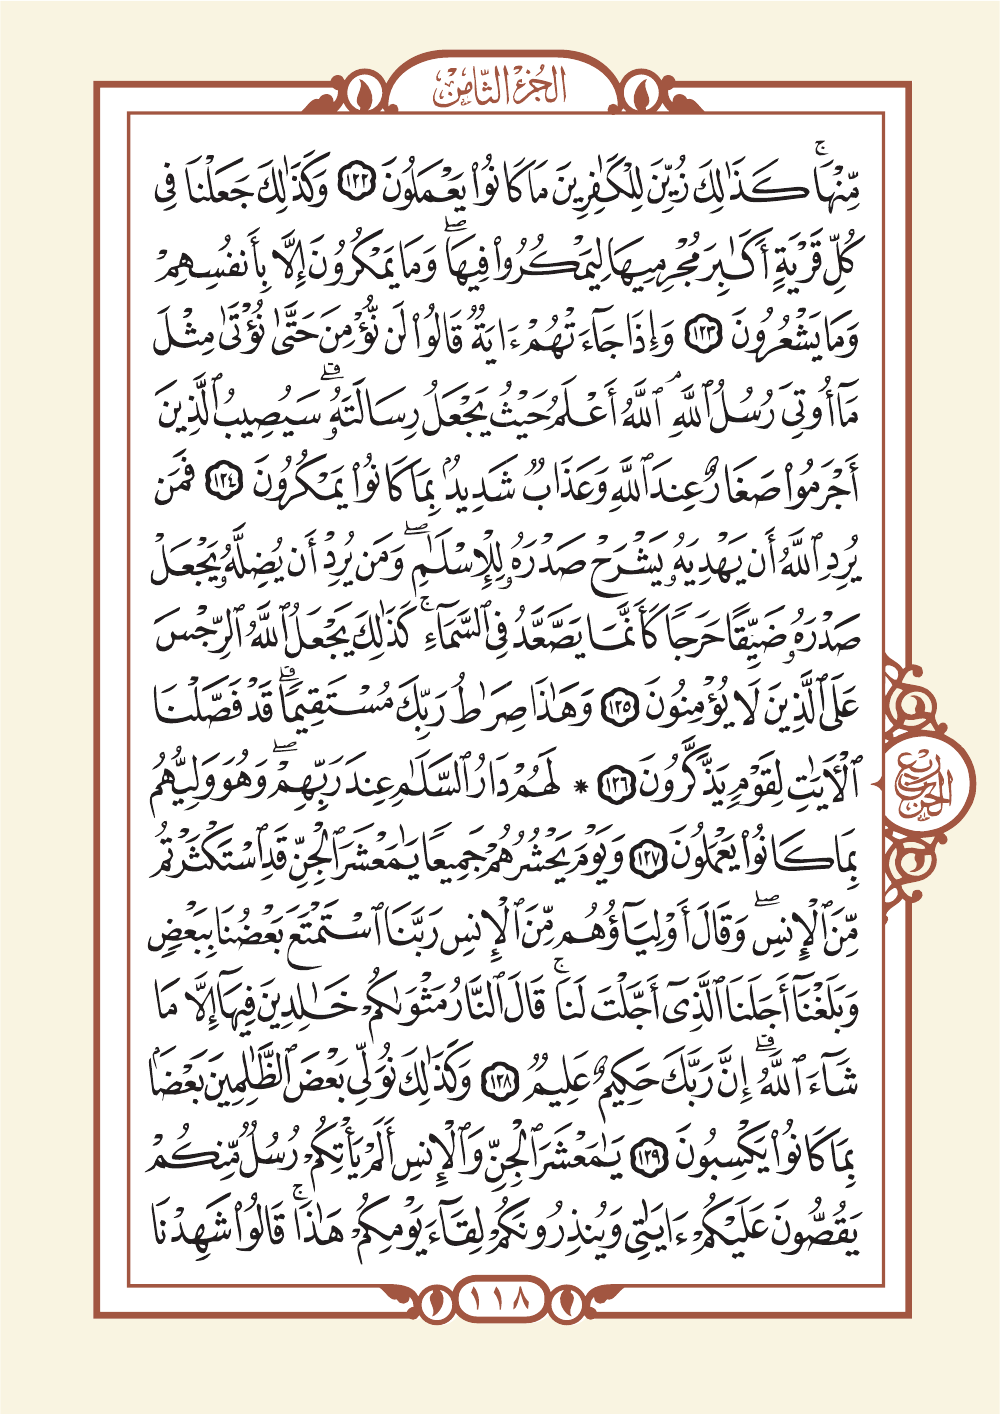 الجُزْءُ الثَّامِنُ
مِّنْهَاۚ كَذَٰلِكَ زُيِّنَ لِلْكَٰفِرِينَ مَا كَانُوا۟ يَعْمَلُونَ ١٢٢ وَكَذَٰلِكَ جَعَلْنَا فِى
كُلِّ قَرْيَةٍ أَكَٰبِرَ مُجْرِمِيهَا لِيَمْكُرُوا۟ فِيهَاۖ وَمَا يَمْكُرُونَ إِلَّا بِأَنفُسِهِمْ
وَمَا يَشْعُرُونَ ١٢٣ وَإِذَا جَآءَتْهُمْ ءَايَةٌ قَالُوا۟ لَن نُّؤْمِنَ حَتَّىٰ نُؤْتَىٰ مِثْلَ
مَآ أُوتِىَ رُسُلُ ٱللَّهِۘ ٱللَّهُ أَعْلَمُ حَيْثُ يَجْعَلُ رِسَالَتَهُۥۗ سَيُصِيبُ ٱلَّذِينَ
أَجْرَمُوا۟ صَغَارٌ عِندَ ٱللَّهِ وَعَذَابٌ شَدِيدٌۢ بِمَا كَانُوا۟ يَمْكُرُونَ ١٢٤ فَمَن
يُرِدِ ٱللَّهُ أَن يَهْدِيَهُۥ يَشْرَحْ صَدْرَهُۥ لِلْإِسْلَٰمِۖ وَمَن يُرِدْ أَن يُضِلَّهُۥ يَجْعَلْ
صَدْرَهُۥ ضَيِّقًا حَرَجًا كَأَنَّمَا يَصَّعَّدُ فِى ٱلسَّمَآءِۚ كَذَٰلِكَ يَجْعَلُ ٱللَّهُ ٱلرِّجْسَ
عَلَى ٱلَّذِينَ لَا يُؤْمِنُونَ ١٢٥ وَهَٰذَا صِرَٰطُ رَبِّكَ مُسْتَقِيمًاۗ قَدْ فَصَّلْنَا
ٱلْأَيَٰتِ لِقَوْمٍ يَذَّكَّرُونَ ١٢٦ * لَهُمْ دَارُ ٱلسَّلَٰمِ عِندَ رَبِّهِمْۖ وَهُوَ وَلِيُّهُم
بِمَا كَانُوا۟ يَعْمَلُونَ ١٢٧ وَيَوْمَ يَحْشُرُهُمْ جَمِيعًا يَٰمَعْشَرَ ٱلْجِنِّ قَدِ ٱسْتَكْثَرْتُم
مِّنَ ٱلْإِنسِۖ وَقَالَ أَوْلِيَآؤُهُم مِّنَ ٱلْإِنسِ رَبَّنَا ٱسْتَمْتَعَ بَعْضُنَا بِبَعْضٍ
وَبَلَغْنَآ أَجَلَنَا ٱلَّذِىٓ أَجَّلْتَ لَنَاۚ قَالَ ٱلنَّارُ مَثْوَىٰكُمْ خَٰلِدِينَ فِيهَآ إِلَّا مَا
شَآءَ ٱللَّهُۗ إِنَّ رَبَّكَ حَكِيمٌ عَلِيمٌ ١٢٨ وَكَذَٰلِكَ نُوَلِّى بَعْضَ ٱلظَّٰلِمِينَ بَعْضًۢا
بِمَا كَانُوا۟ يَكْسِبُونَ ١٢٩ يَٰمَعْشَرَ ٱلْجِنِّ وَٱلْإِنسِ أَلَمْ يَأْتِكُمْ رُسُلٌ مِّنكُمْ
يَقُصُّونَ عَلَيْكُمْ ءَايَٰتِى وَيُنذِرُونَكُمْ لِقَآءَ يَوْمِكُمْ هَٰذَاۚ قَالُوا۟ شَهِدْنَا
١١٨